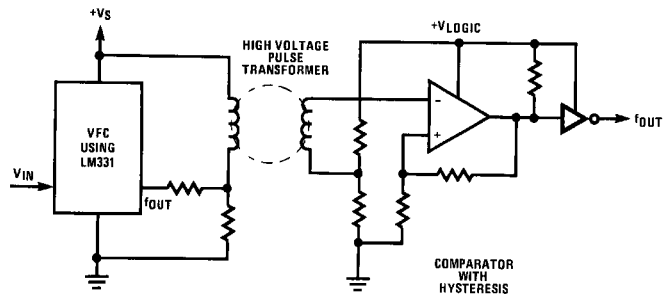 +VS
HIGH VOLTAGE
PULSE
TRANSFORMER
+VLOGIC
VFC
USING
LM331
VIN
fOUT
-
+
fOUT
COMPARATOR
WITH
HYSTERESIS